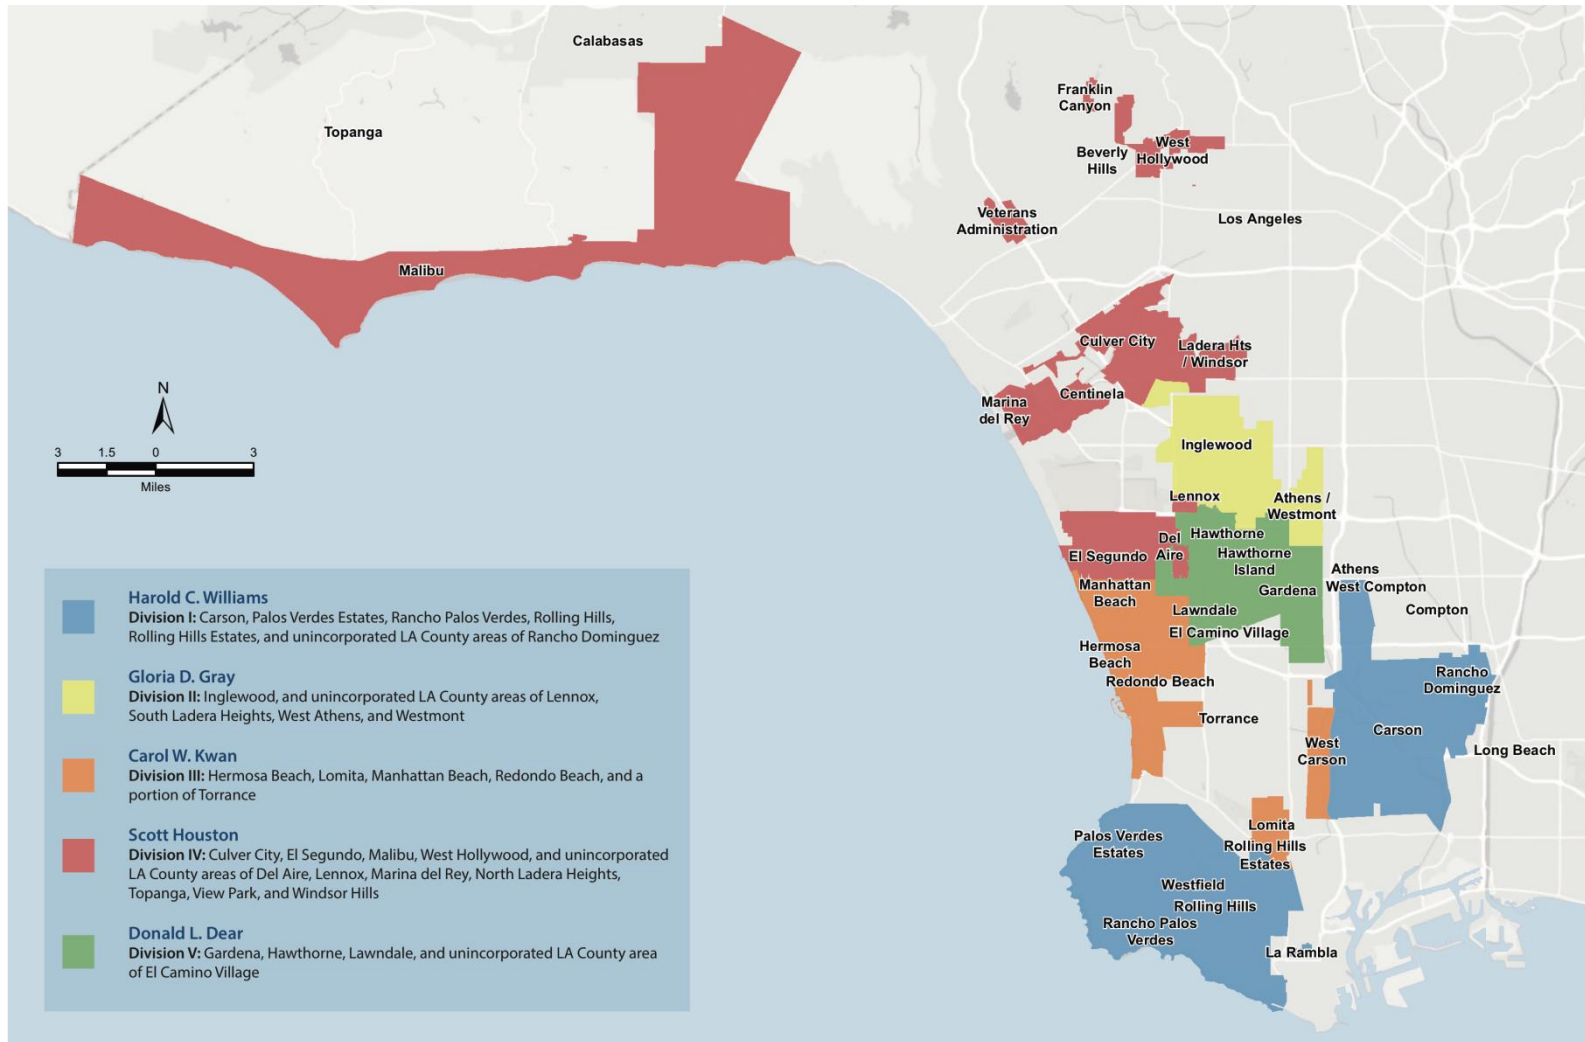 Calabasas
Topanga
Malibu
Franklin
Canyon
Beverly
Hills
West
Hollywood
Veterans
Administration
Los Angeles
Culver City
Ladera Hts
/ Windsor
Centinela
Marina
del Rey
Inglewood
Lennox
Athens /
Westmont
Hawthorne
Del
Aire
El Segundo
Hawthorne
Island
Gardena
Athens
West Compton
Compton
Manhattan
Beach
Lawndale
El Camino Village
Hermosa
Beach
Redondo Beach
Torrance
Rancho
Dominguez
Carson
West
Carson
Long Beach
Lomita
Rolling Hills
Estates
Palos Verdes
Estates
Westfield
Rolling Hills
Rancho Palos
Verdes
La Rambla
N
3 1.5 0 3
Miles
Harold C. Williams
Division I: Carson, Palos Verdes Estates, Rancho Palos Verdes, Rolling Hills,
Rolling Hills Estates, and unincorporated LA County areas of Rancho Dominguez
Gloria D. Gray
Division II: Inglewood, and unincorporated LA County areas of Lennox,
South Ladera Heights, West Athens, and Westmont
Carol W. Kwan
Division III: Hermosa Beach, Lomita, Manhattan Beach, Redondo Beach, and a
portion of Torrance
Scott Houston
Division IV: Culver City, El Segundo, Malibu, West Hollywood, and unincorporated
LA County areas of Del Aire, Lennox, Marina del Rey, North Ladera Heights,
Topanga, View Park, and Windsor Hills
Donald L. Dear
Division V: Gardena, Hawthorne, Lawndale, and unincorporated LA County area
of El Camino Village